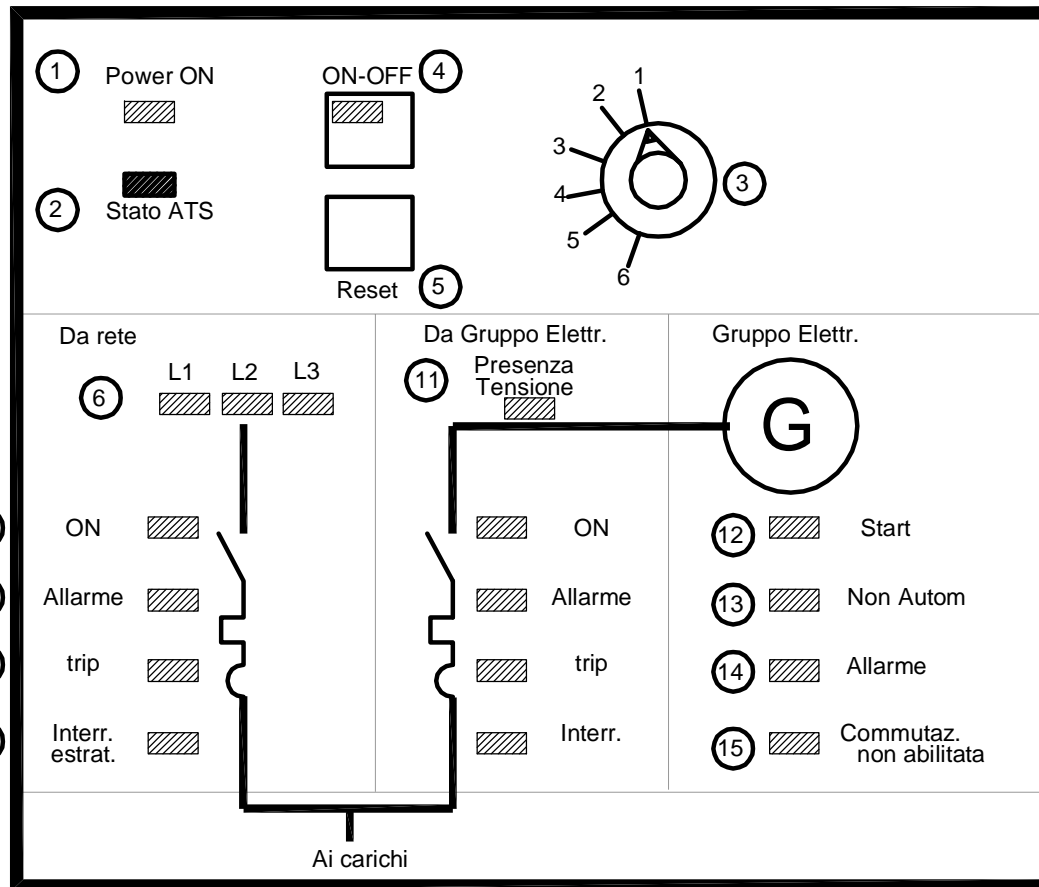 1 Power ON ON-OFF 4
1
2
3
4
5
6
3
2 Stato ATS
Reset 5
Da rete
Da Gruppo Elettr.
Gruppo Elettr.
6 L1 L2 L3
11 Presenza
Tensione
G
ON
Allarme
trip
Interr.
estrat.
ON
Allarme
trip
Interr.
12 Start
13 Non Autom
14 Allarme
15 Commutaz.
non abilitata
Ai carichi